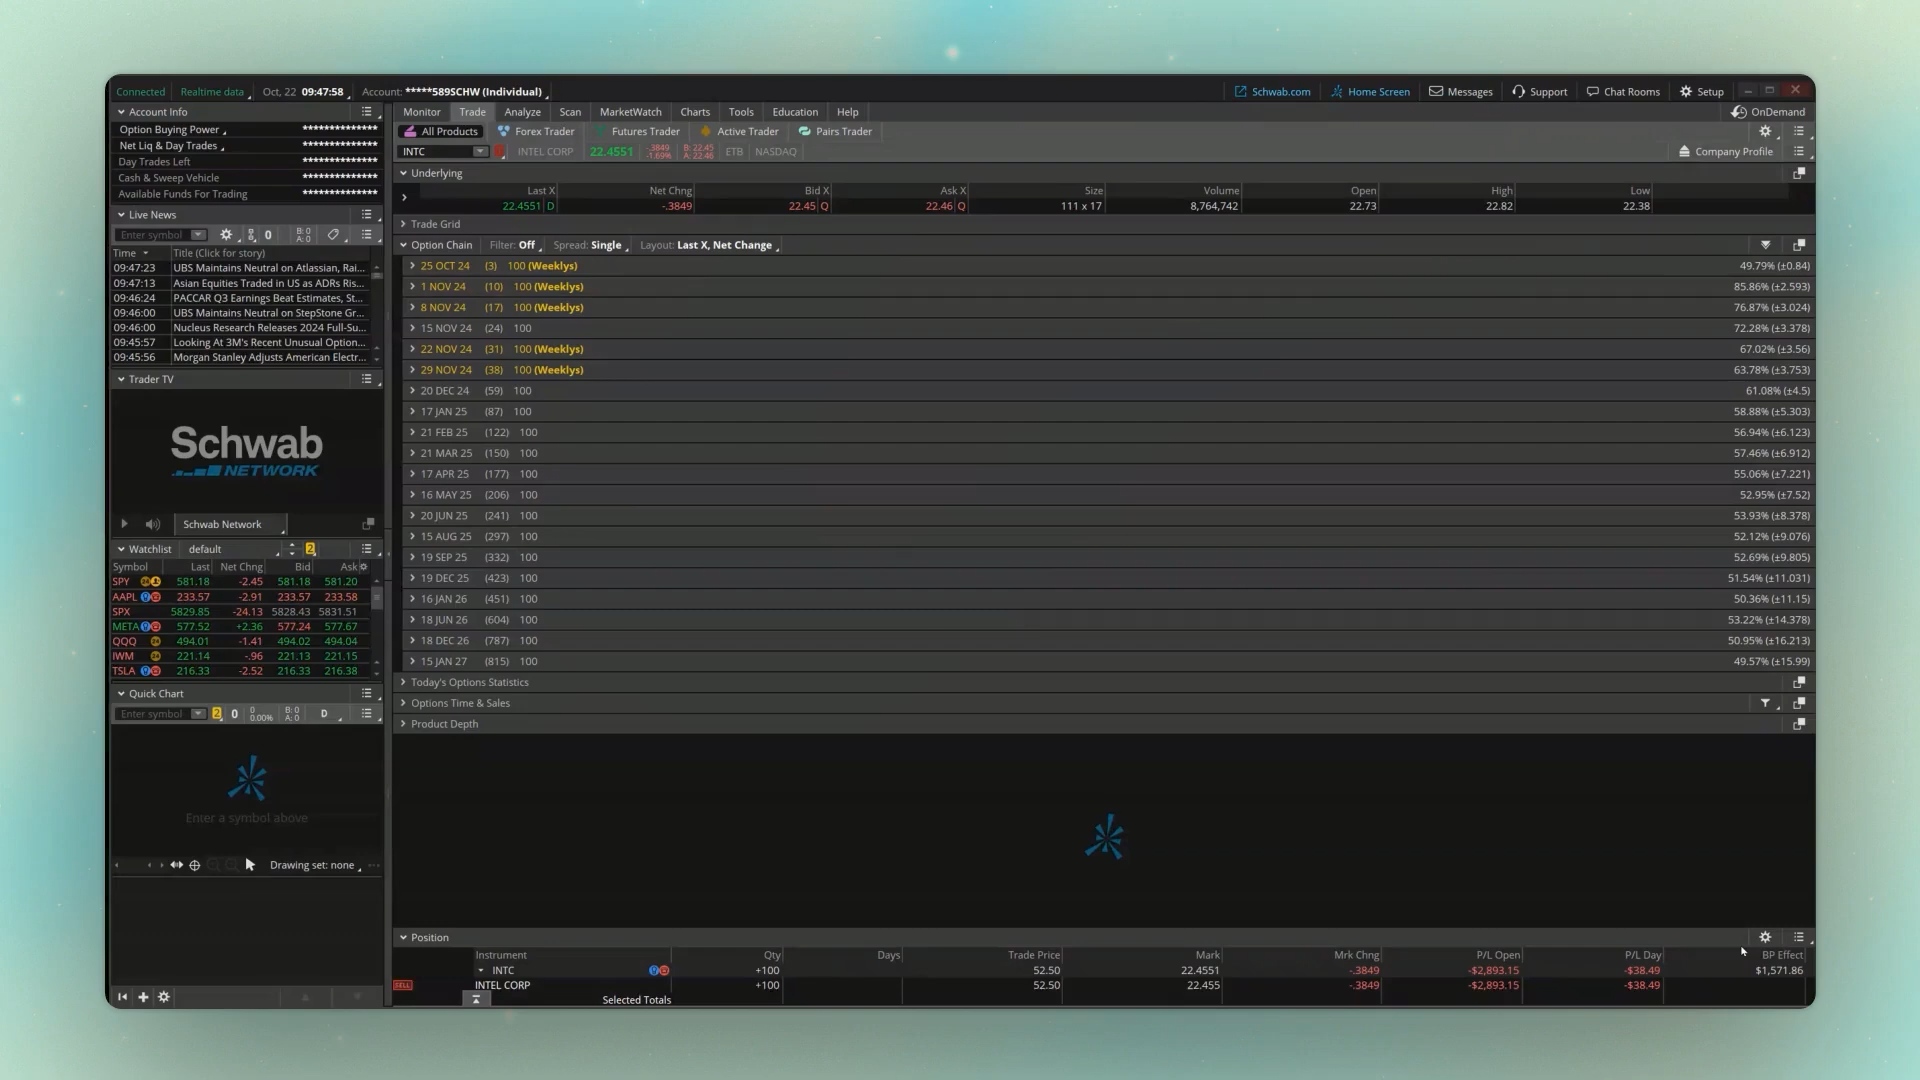 Connected Realtime data Oct, 22 09:47:58 Account: *****589SCHW (Individual) Schwab.com Home Screen Messages Support Chat Rooms Setup
Account Info
Option Buying Power **************
Net Liq & Day Trades **************
Day Trades Left **************
Cash & Sweep Vehicle **************
Available Funds For Trading **************
Live News
Enter symbol 0 B: 0 A: 0
Time Title (Click for story)
09:47:23 UBS Maintains Neutral on Atlassian, Rai...
09:47:13 Asian Equities Traded in US as ADRs Ris...
09:46:24 PACCAR Q3 Earnings Beat Estimates, St...
09:46:00 UBS Maintains Neutral on StepStone Gr...
09:46:00 Nucleus Research Releases 2024 Full-Su...
09:45:57 Looking At 3M's Recent Unusual Option...
09:45:56 Morgan Stanley Adjusts American Electr...
Trader TV
Schwab
NETWORK
Schwab Network
Watchlist default 2
Symbol Last Net Chng Bid Ask
SPY 581.18 -2.45 581.18 581.20
AAPL 233.57 -2.91 233.57 233.58
SPX 5829.85 -24.13 5828.43 5831.51
META 577.52 +2.36 577.24 577.67
QQQ 494.01 -1.41 494.02 494.04
IWM 221.14 -.96 221.13 221.15
TSLA 216.33 -2.52 216.33 216.38
Quick Chart
Enter symbol 2 0 0 0.00% B: 0 A: 0 D
Enter a symbol above
Drawing set: none
Monitor Trade Analyze Scan MarketWatch Charts Tools Education Help OnDemand
All Products Forex Trader Futures Trader Active Trader Pairs Trader
INTC INTEL CORP 22.4551 -.3849 -1.69% B: 22.45 A: 22.46 ETB NASDAQ Company Profile
Underlying
Last X Net Chng Bid X Ask X Size Volume Open High Low
22.4551 D -.3849 22.45 Q 22.46 Q 111 x 17 8,764,742 22.73 22.82 22.38
Trade Grid
Option Chain Filter: Off Spread: Single Layout: Last X, Net Change
25 OCT 24 (3) 100 (Weeklys) 49.79% (±0.84)
1 NOV 24 (10) 100 (Weeklys) 85.86% (±2.593)
8 NOV 24 (17) 100 (Weeklys) 76.87% (±3.024)
15 NOV 24 (24) 100 72.28% (±3.378)
22 NOV 24 (31) 100 (Weeklys) 67.02% (±3.56)
29 NOV 24 (38) 100 (Weeklys) 63.78% (±3.753)
20 DEC 24 (59) 100 61.08% (±4.5)
17 JAN 25 (87) 100 58.88% (±5.303)
21 FEB 25 (122) 100 56.94% (±6.123)
21 MAR 25 (150) 100 57.46% (±6.912)
17 APR 25 (177) 100 55.06% (±7.221)
16 MAY 25 (206) 100 52.95% (±7.52)
20 JUN 25 (241) 100 53.93% (±8.378)
15 AUG 25 (297) 100 52.12% (±9.076)
19 SEP 25 (332) 100 52.69% (±9.805)
19 DEC 25 (423) 100 51.54% (±11.031)
16 JAN 26 (451) 100 50.36% (±11.15)
18 JUN 26 (604) 100 53.22% (±14.378)
18 DEC 26 (787) 100 50.95% (±16.213)
15 JAN 27 (815) 100 49.57% (±15.99)
Today's Options Statistics
Options Time & Sales
Product Depth
Position
Instrument Qty Days Trade Price Mark Mrk Chng P/L Open P/L Day BP Effect
INTC +100 52.50 22.4551 -.3849 -$2,893.15 -$38.49 $1,571.86
SELL INTEL CORP +100 52.50 22.455 -.3849 -$2,893.15 -$38.49
Selected Totals